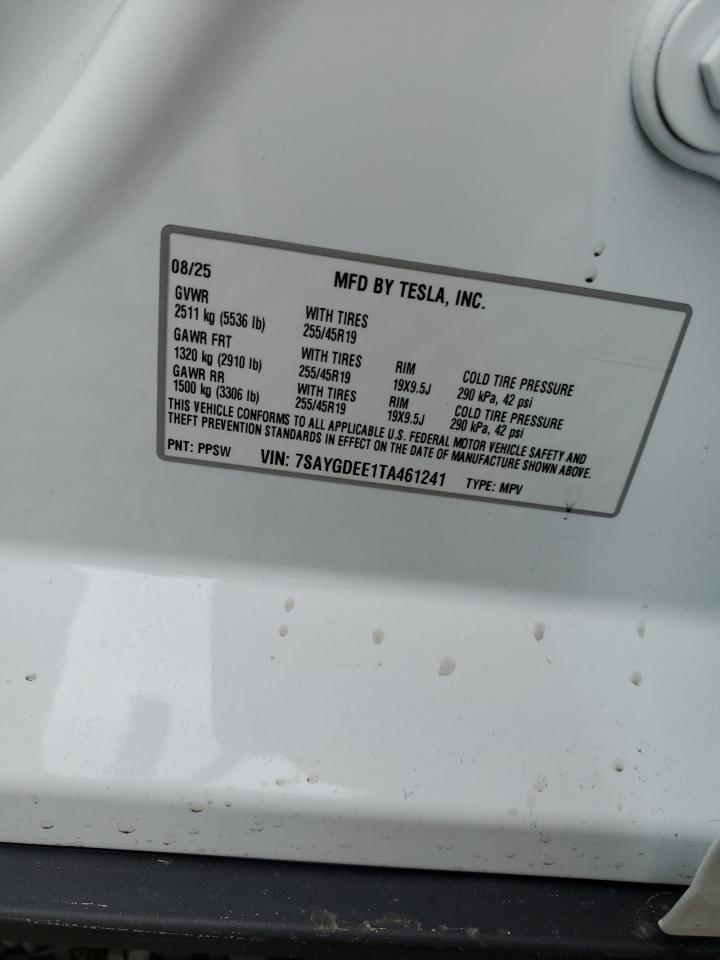 08/25 MFD BY TESLA, INC.
GVWR
2511 kg (5536 lb) WITH TIRES 255/45R19
GAWR FRT
1320 kg (2910 lb) WITH TIRES 255/45R19 RIM 19X9.5J COLD TIRE PRESSURE 290 kPa, 42 psi
GAWR RR
1500 kg (3306 lb) WITH TIRES 255/45R19 RIM 19X9.5J COLD TIRE PRESSURE 290 kPa, 42 psi
THIS VEHICLE CONFORMS TO ALL APPLICABLE U.S. FEDERAL MOTOR VEHICLE SAFETY AND
THEFT PREVENTION STANDARDS IN EFFECT ON THE DATE OF MANUFACTURE SHOWN ABOVE.
PNT: PPSW VIN: 7SAYGDEE1TA461241 TYPE: MPV